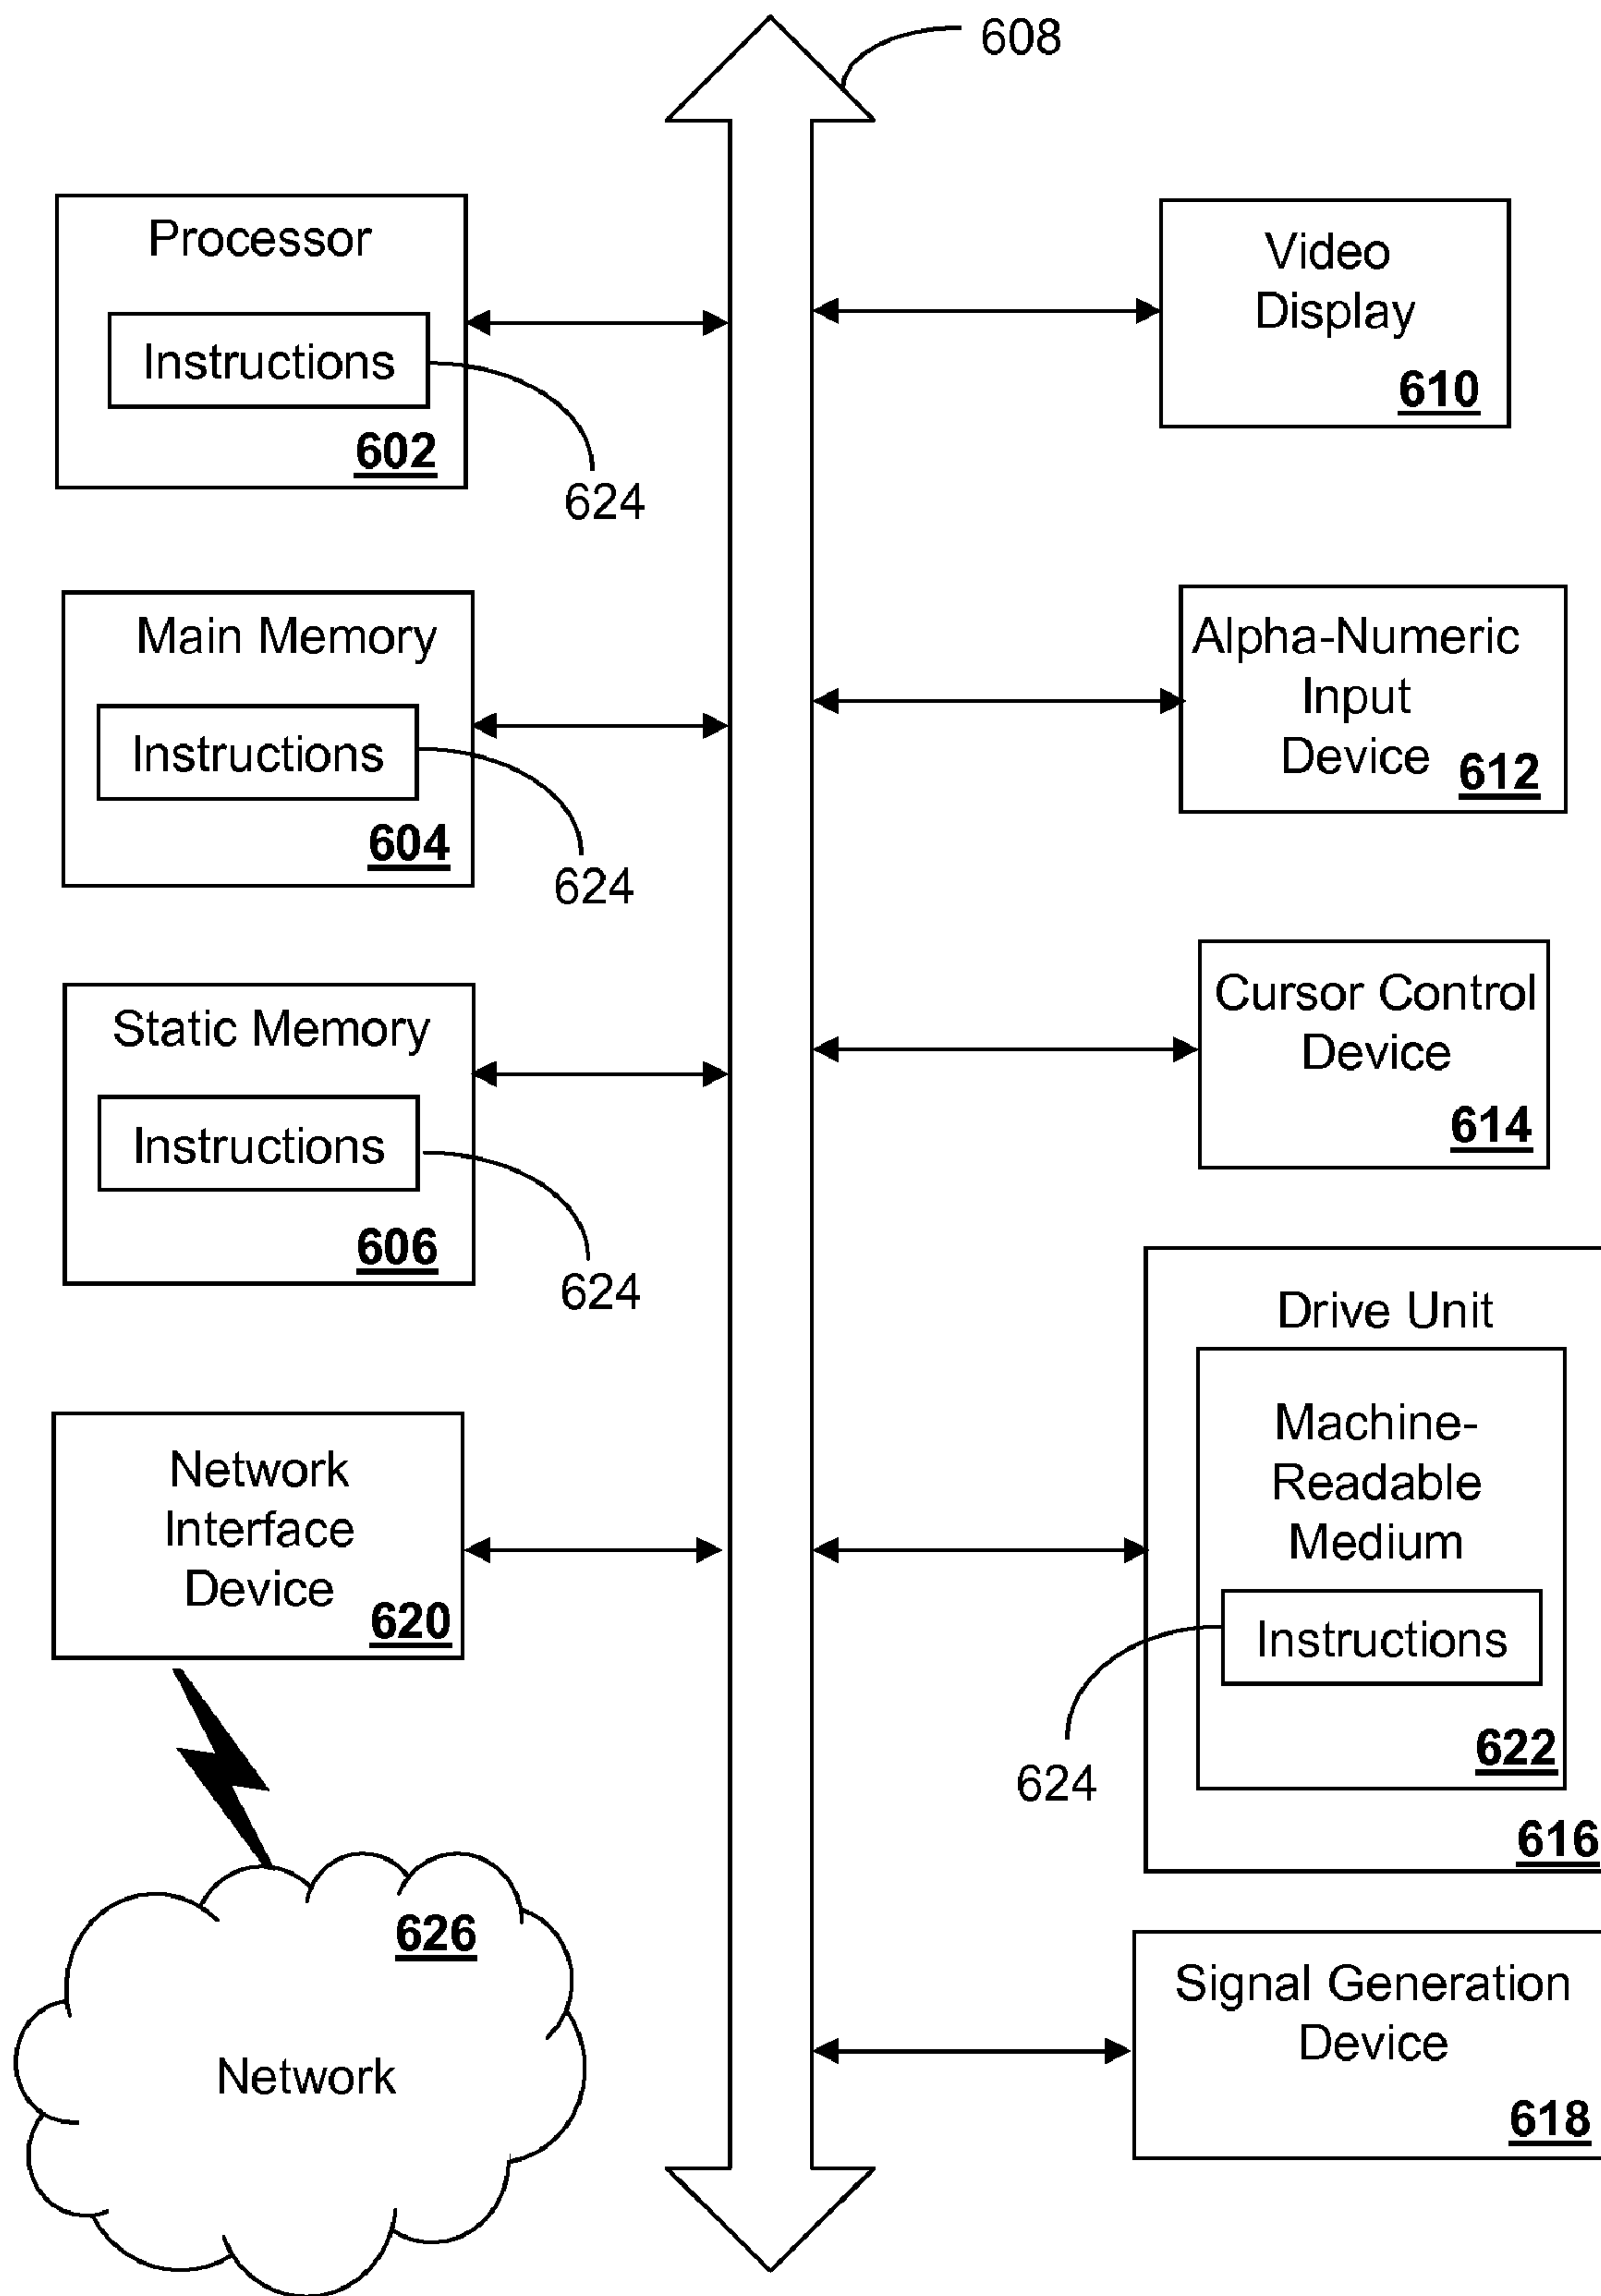 608
Processor
Instructions
602
624
Main Memory
Instructions
604
624
Static Memory
Instructions
606
624
Network
Interface
Device
620
626
Network
Video
Display
610
Alpha-Numeric
Input
Device
612
Cursor Control
Device
614
Drive Unit
Machine-
Readable
Medium
Instructions
622
624
616
Signal Generation
Device
618